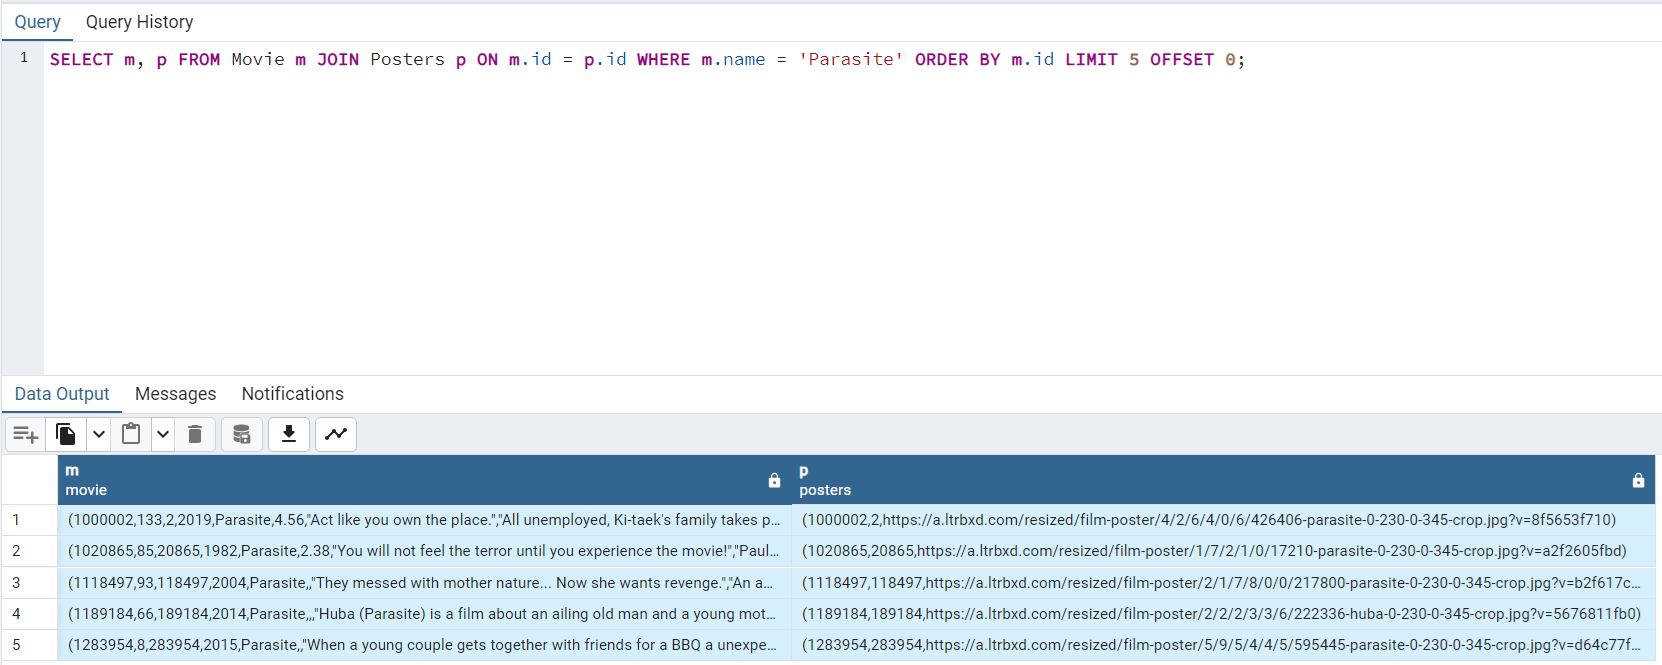 Query Query History
1 SELECT m, p FROM Movie m JOIN Posters p ON m.id = p.id WHERE m.name = 'Parasite' ORDER BY m.id LIMIT 5 OFFSET 0;
Data Output Messages Notifications
m p
movie posters
1 (1000002,133,2,2019,Parasite,4.56,"Act like you own the place.","All unemployed, Ki-taek's family takes p... (1000002,2,https://a.ltrbxd.com/resized/film-poster/4/2/6/4/0/6/426406-parasite-0-230-0-345-crop.jpg?v=8f5653f710)
2 (1020865,85,20865,1982,Parasite,2.38,"You will not feel the terror until you experience the movie!","Paul... (1020865,20865,https://a.ltrbxd.com/resized/film-poster/1/7/2/1/0/17210-parasite-0-230-0-345-crop.jpg?v=a2f2605fbd)
3 (1118497,93,118497,2004,Parasite,,"They messed with mother nature... Now she wants revenge.","An a... (1118497,118497,https://a.ltrbxd.com/resized/film-poster/2/1/7/8/0/0/217800-parasite-0-230-0-345-crop.jpg?v=b2f617c...
4 (1189184,66,189184,2014,Parasite,,,"Huba (Parasite) is a film about an ailing old man and a young mot... (1189184,189184,https://a.ltrbxd.com/resized/film-poster/2/2/2/3/3/6/222336-huba-0-230-0-345-crop.jpg?v=5676811fb0)
5 (1283954,8,283954,2015,Parasite,,"When a young couple gets together with friends for a BBQ a unexpe... (1283954,283954,https://a.ltrbxd.com/resized/film-poster/5/9/5/4/4/5/595445-parasite-0-230-0-345-crop.jpg?v=d64c77f...